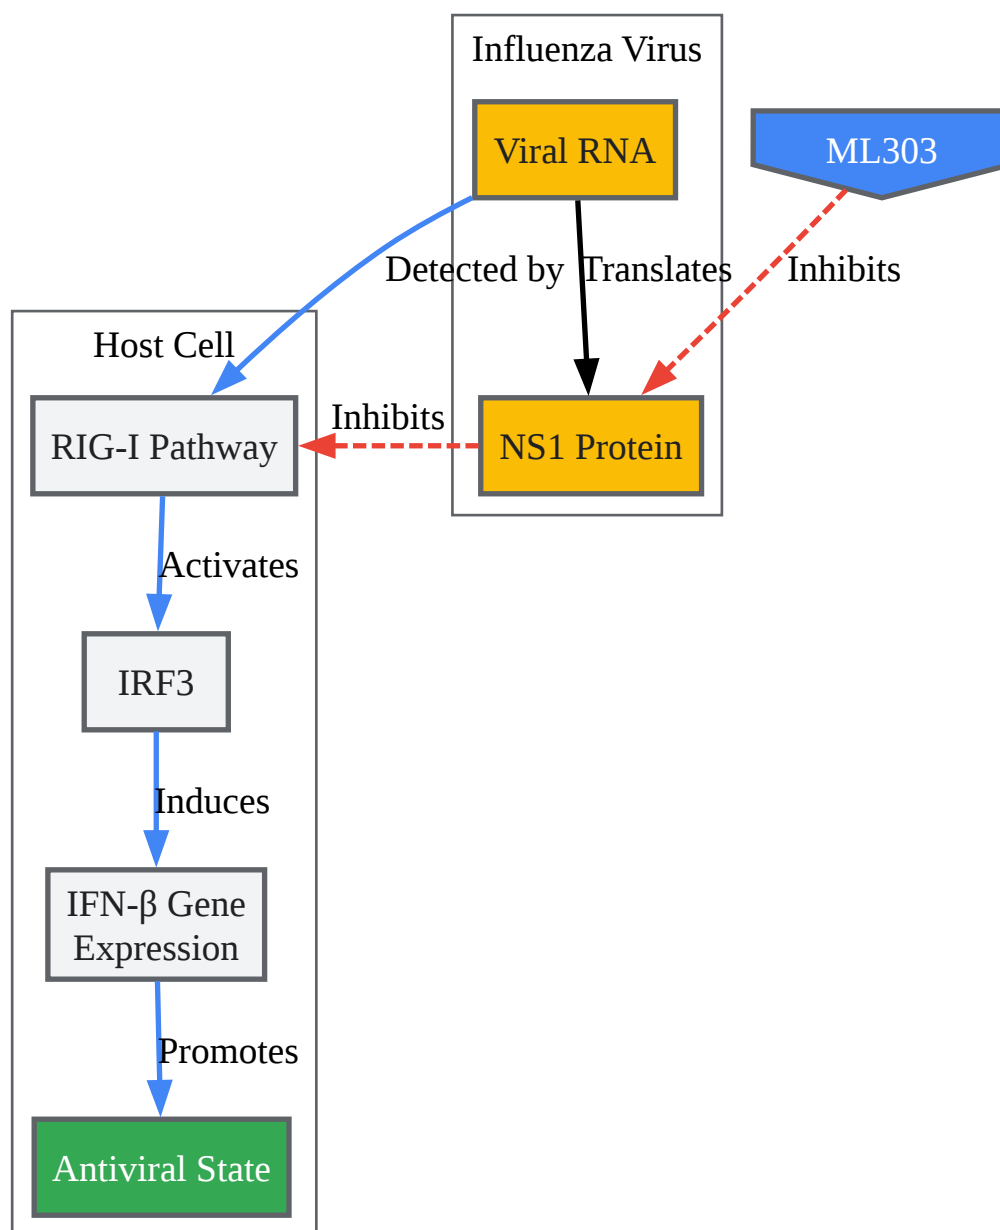 Influenza Virus
Viral RNA
ML303
Detected by
Translates
Inhibits
Host Cell
Inhibits
RIG-I Pathway
NS1 Protein
Activates
IRF3
Induces
IFN-β Gene
Expression
Promotes
Antiviral State